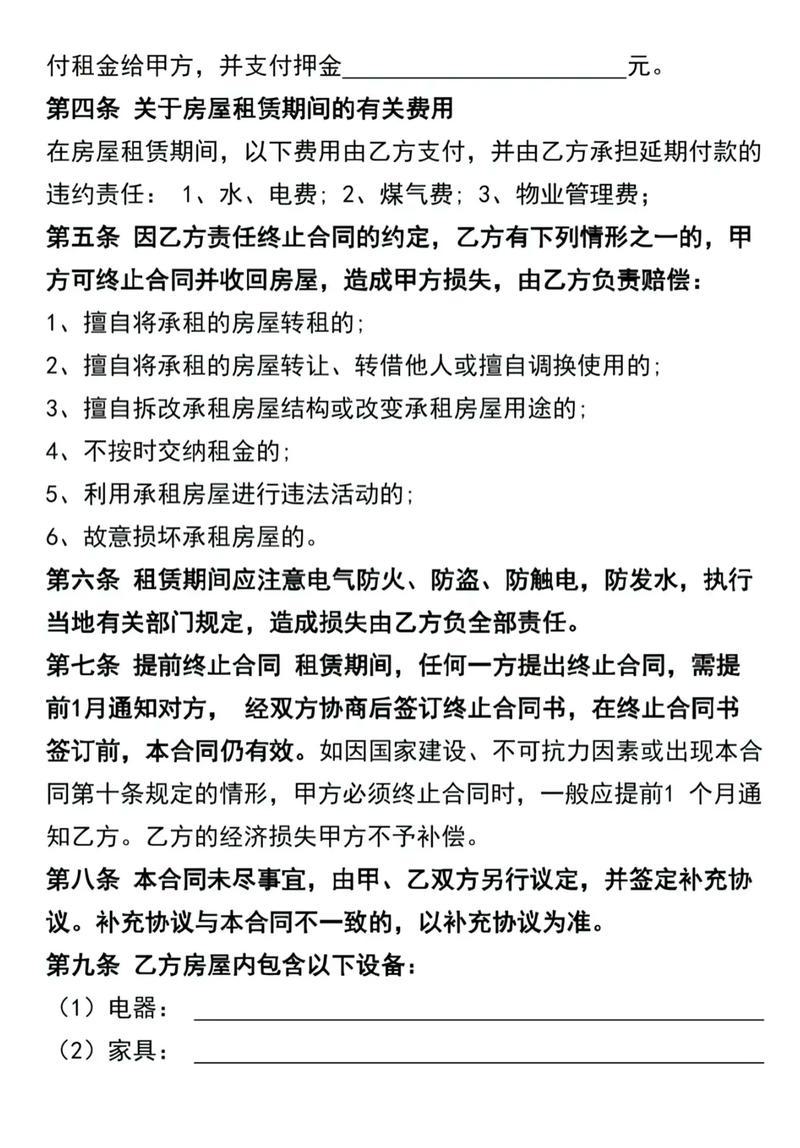 付租金给甲方，并支付押金______________________元。
第四条 关于房屋租赁期间的有关费用
在房屋租赁期间，以下费用由乙方支付，并由乙方承担延期付款的
违约责任： 1、水、电费; 2、煤气费; 3、物业管理费;
第五条 因乙方责任终止合同的约定，乙方有下列情形之一的，甲
方可终止合同并收回房屋，造成甲方损失，由乙方负责赔偿：
1、擅自将承租的房屋转租的;
2、擅自将承租的房屋转让、转借他人或擅自调换使用的;
3、擅自拆改承租房屋结构或改变承租房屋用途的;
4、不按时交纳租金的;
5、利用承租房屋进行违法活动的;
6、故意损坏承租房屋的。
第六条 租赁期间应注意电气防火、防盗、防触电，防发水，执行
当地有关部门规定，造成损失由乙方负全部责任。
第七条 提前终止合同 租赁期间，任何一方提出终止合同，需提
前1月通知对方， 经双方协商后签订终止合同书，在终止合同书
签订前，本合同仍有效。如因国家建设、不可抗力因素或出现本合
同第十条规定的情形，甲方必须终止合同时，一般应提前1 个月通
知乙方。乙方的经济损失甲方不予补偿。
第八条 本合同未尽事宜，由甲、乙双方另行议定，并签定补充协
议。补充协议与本合同不一致的，以补充协议为准。
第九条 乙方房屋内包含以下设备：
（1）电器： ______________________
（2）家具： ______________________